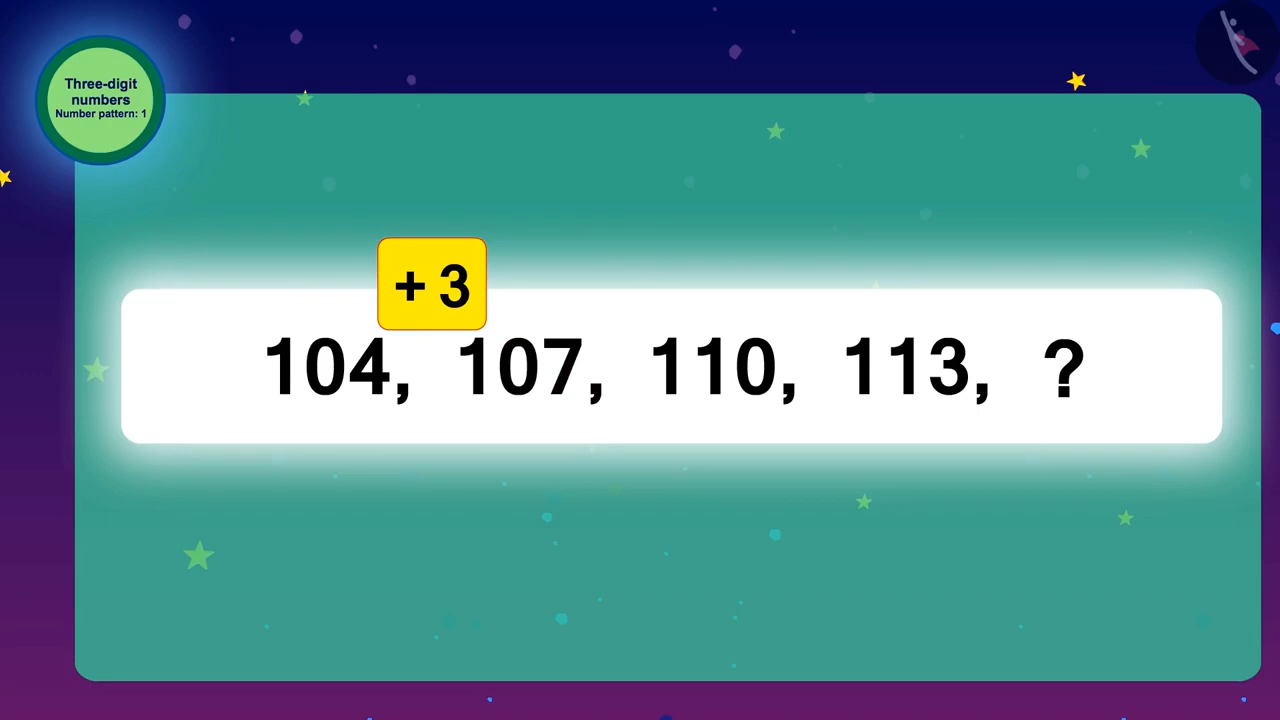 Three-digit
numbers
Number pattern: 1
+ 3
104, 107, 110, 113, ?